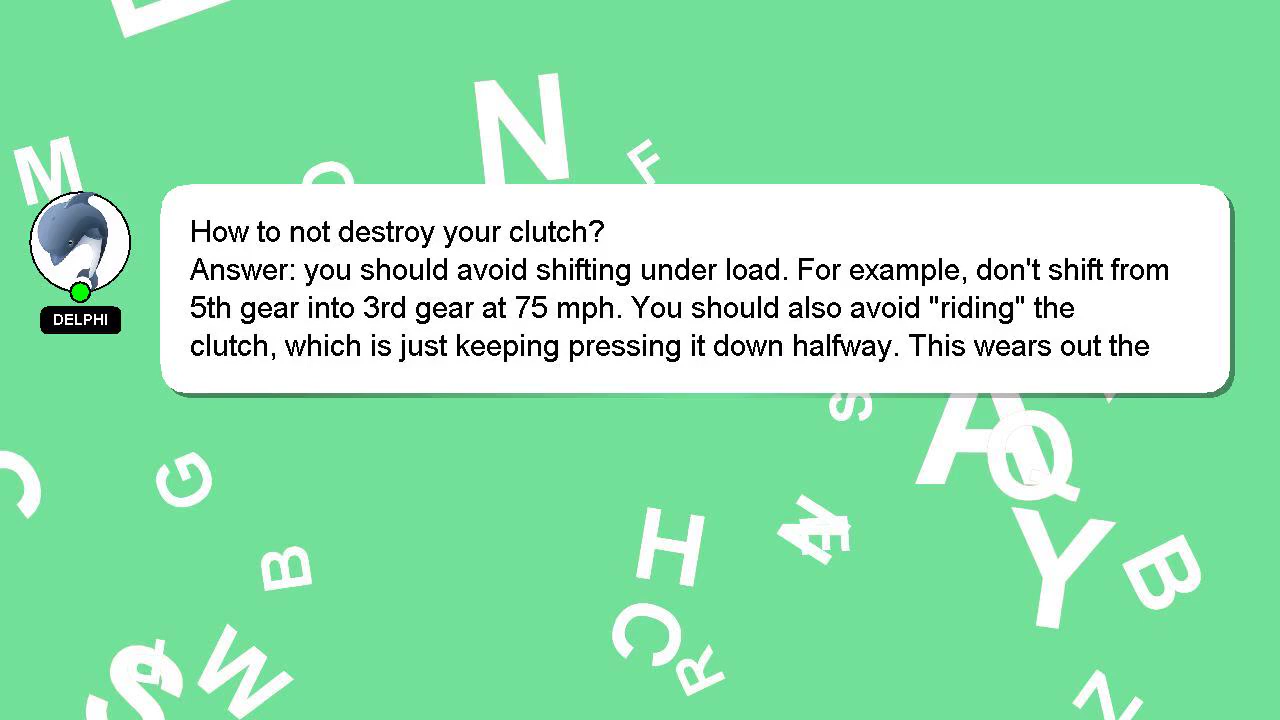 How to not destroy your clutch?
Answer: you should avoid shifting under load. For example, don't shift from
5th gear into 3rd gear at 75 mph. You should also avoid "riding" the
clutch, which is just keeping pressing it down halfway. This wears out the
DELPHI
M
N
F
S
A
Q
C
G
B
H
Y
B
C
R
W
S
Z